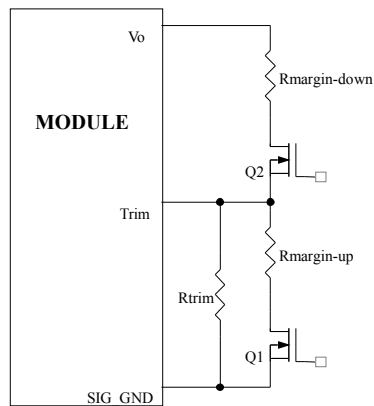 Vo
Rmargin-down
MODULE
Q2
Trim
Rmargin-up
Rtrim
Q1
SIG_GND